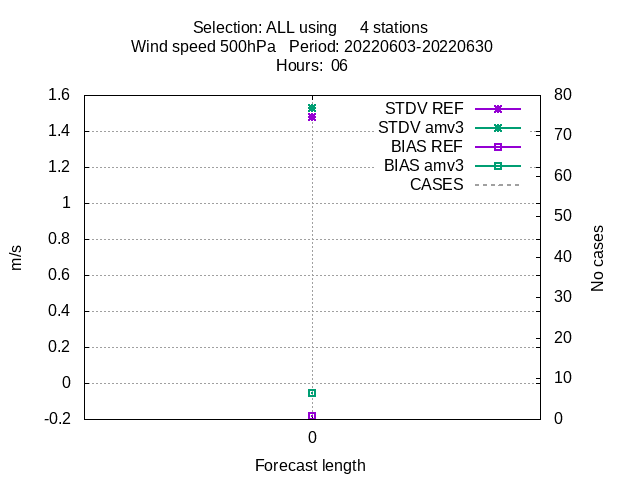 Selection: ALL using      4 stations
Wind speed 500hPa   Period: 20220603-20220630
Hours:  06
1.6
1.4
1.2
1
0.8
0.6
0.4
0.2
0
-0.2
m/s
STDV REF
STDV amv3
BIAS REF
BIAS amv3
CASES
80
70
60
50
40
30
20
10
0
No cases
0
Forecast length